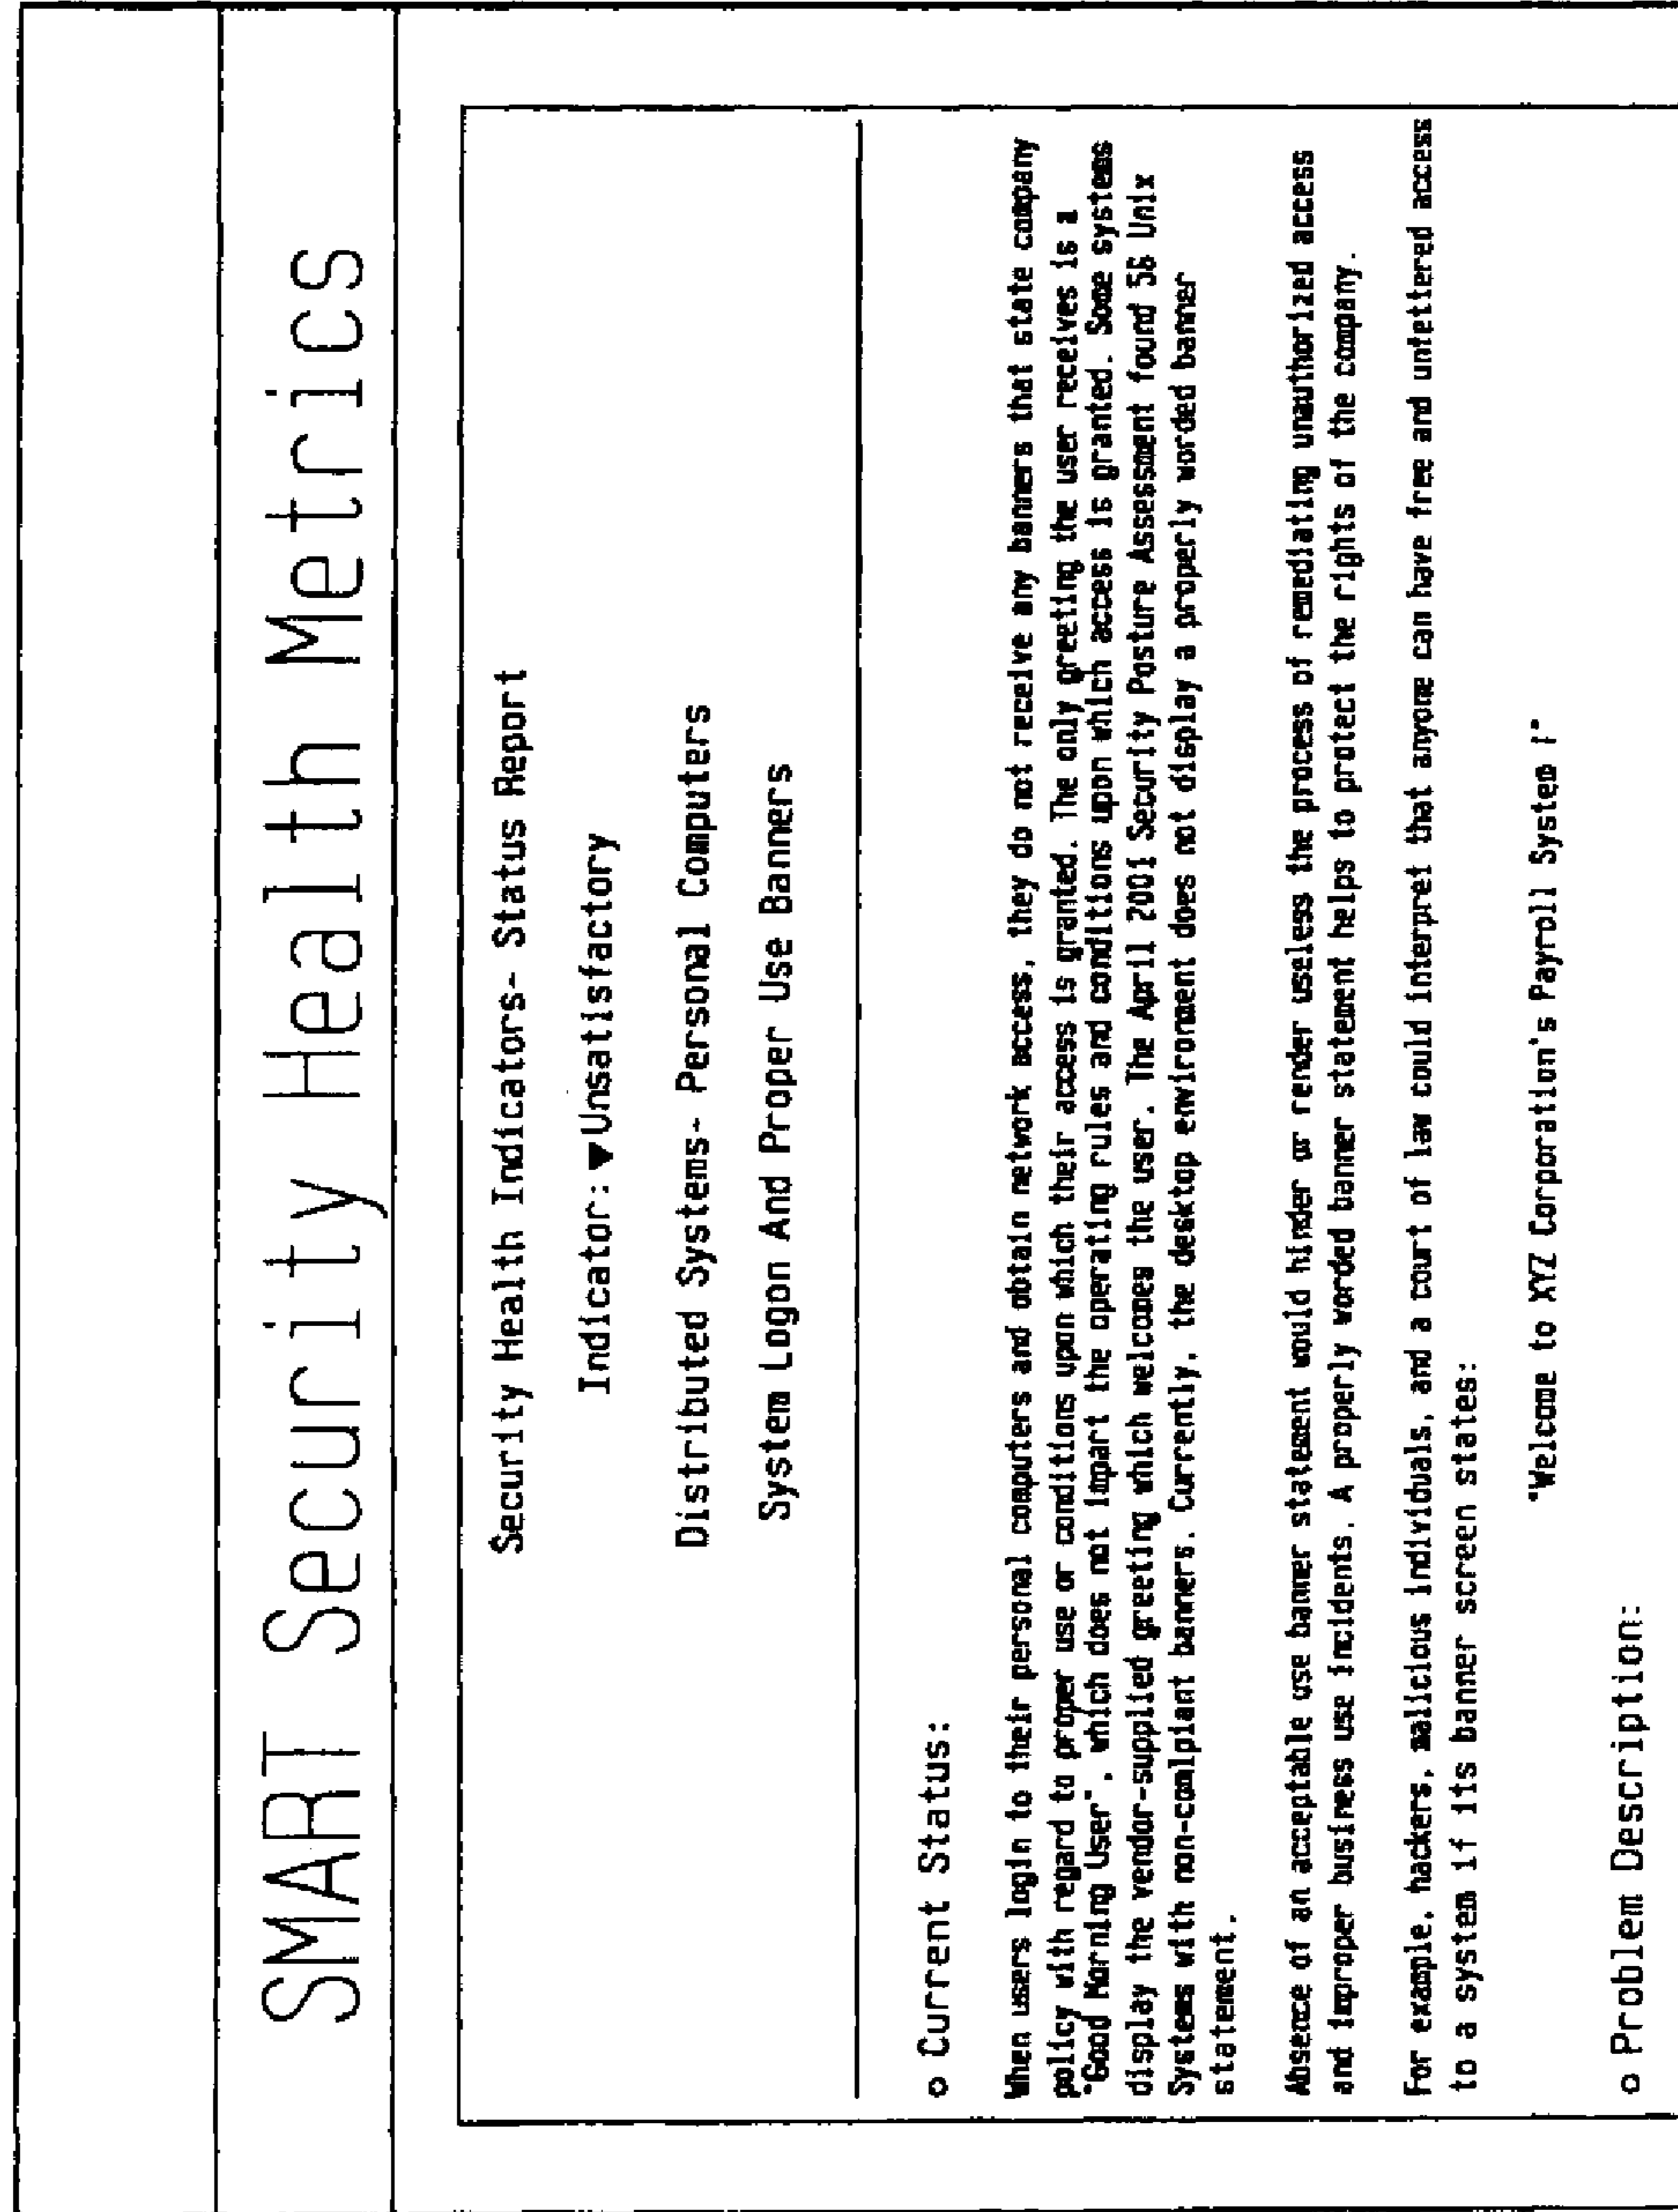 SMART Security Health Metrics
Security Health Indicators- Status Report
Indicator: ▼Unsatisfactory
Distributed Systems- Personal Computers
System Logon And Proper Use Banners
o Current Status:
When users login to their personal computers and obtain network access, they do not receive any banners that state company
policy with regard to proper use or conditions upon which their access is granted. The only greeting the user receives is a
"Good Morning User", which does not impart the operating rules and conditions upon which access is granted. Some systems
display the vendor-supplied greeting which welcomes the user. The April 2001 Security Posture Assessment found 56 Unix
Systems with non-compliant banners. Currently, the desktop environment does not display a properly worded banner
statement.
Absence of an acceptable use banner statement would hinder or render useless the process of remediating unauthorized access
and improper business use incidents. A properly worded banner statement helps to protect the rights of the company.
For example, hackers, malicious individuals, and a court of law could interpret that anyone can have free and unfettered access
to a system if its banner screen states:
"Welcome to XYZ Corporation's Payroll System !"
o Problem Description: